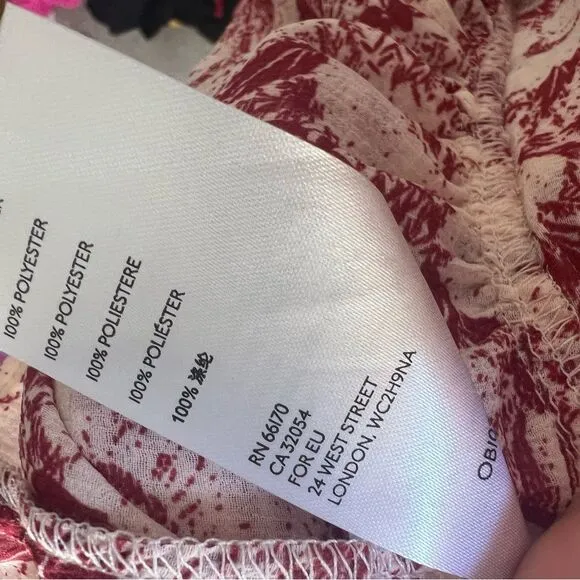 100% POLYESTER
100% POLYESTER
100% POLIESTERE
100% POLIÉSTER
100% 涤纶
RN 66170
CA 32054
FOR EU
24 WEST STREET
LONDON. WC2H9NA